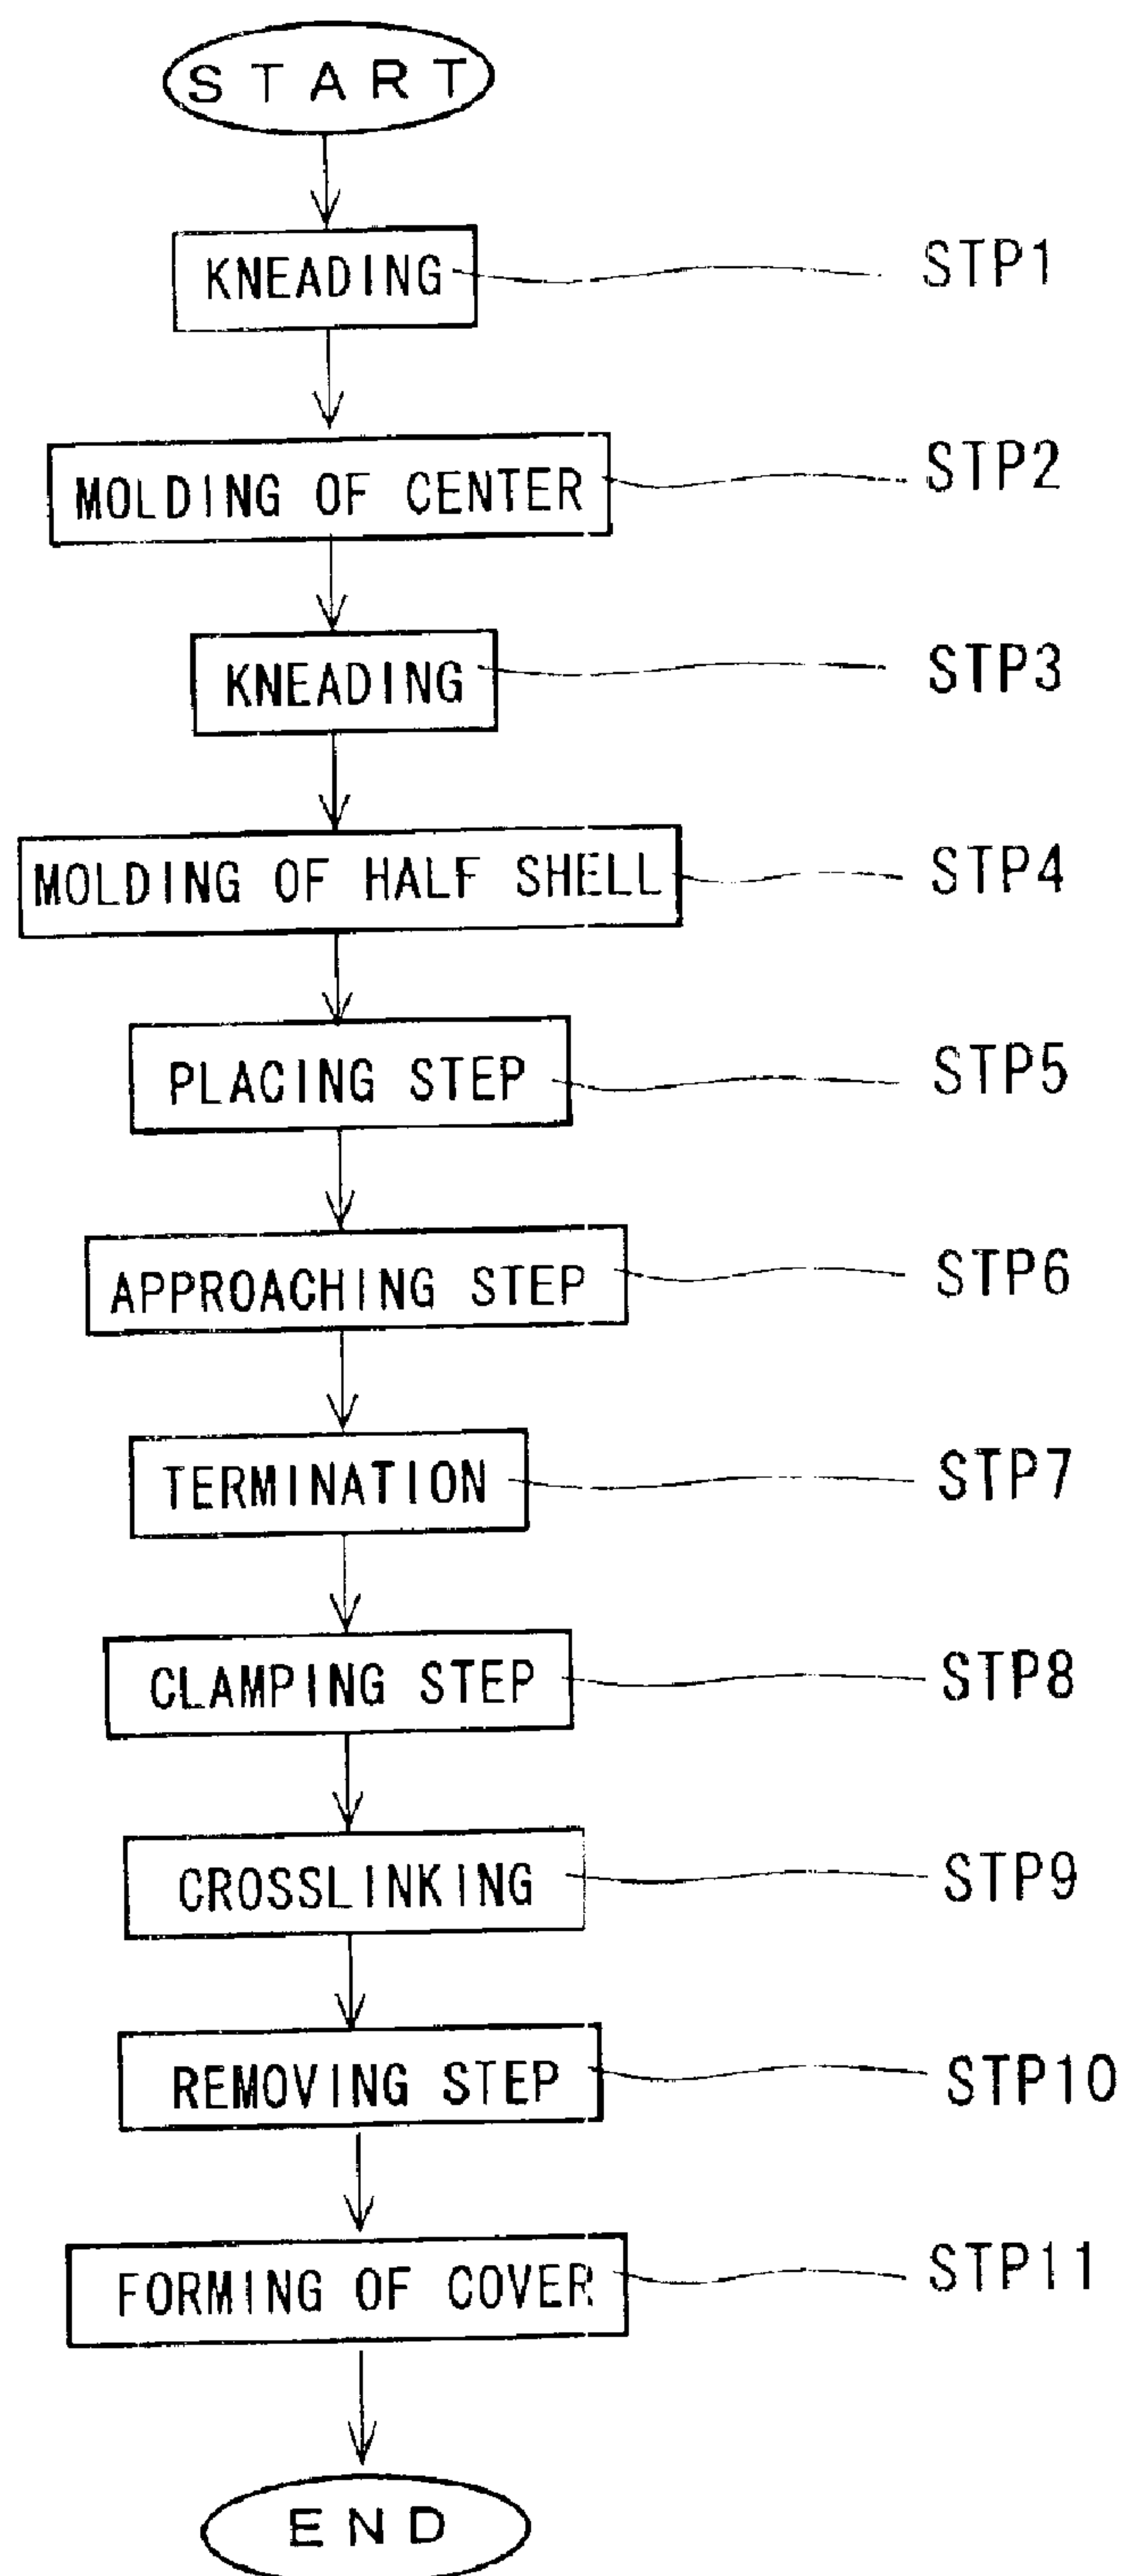 START
KNEADING STP1
MOLDING OF CENTER STP2
KNEADING STP3
MOLDING OF HALF SHELL STP4
PLACING STEP STP5
APPROACHING STEP STP6
TERMINATION STP7
CLAMPING STEP STP8
CROSSLINKING STP9
REMOVING STEP STP10
FORMING OF COVER STP11
END